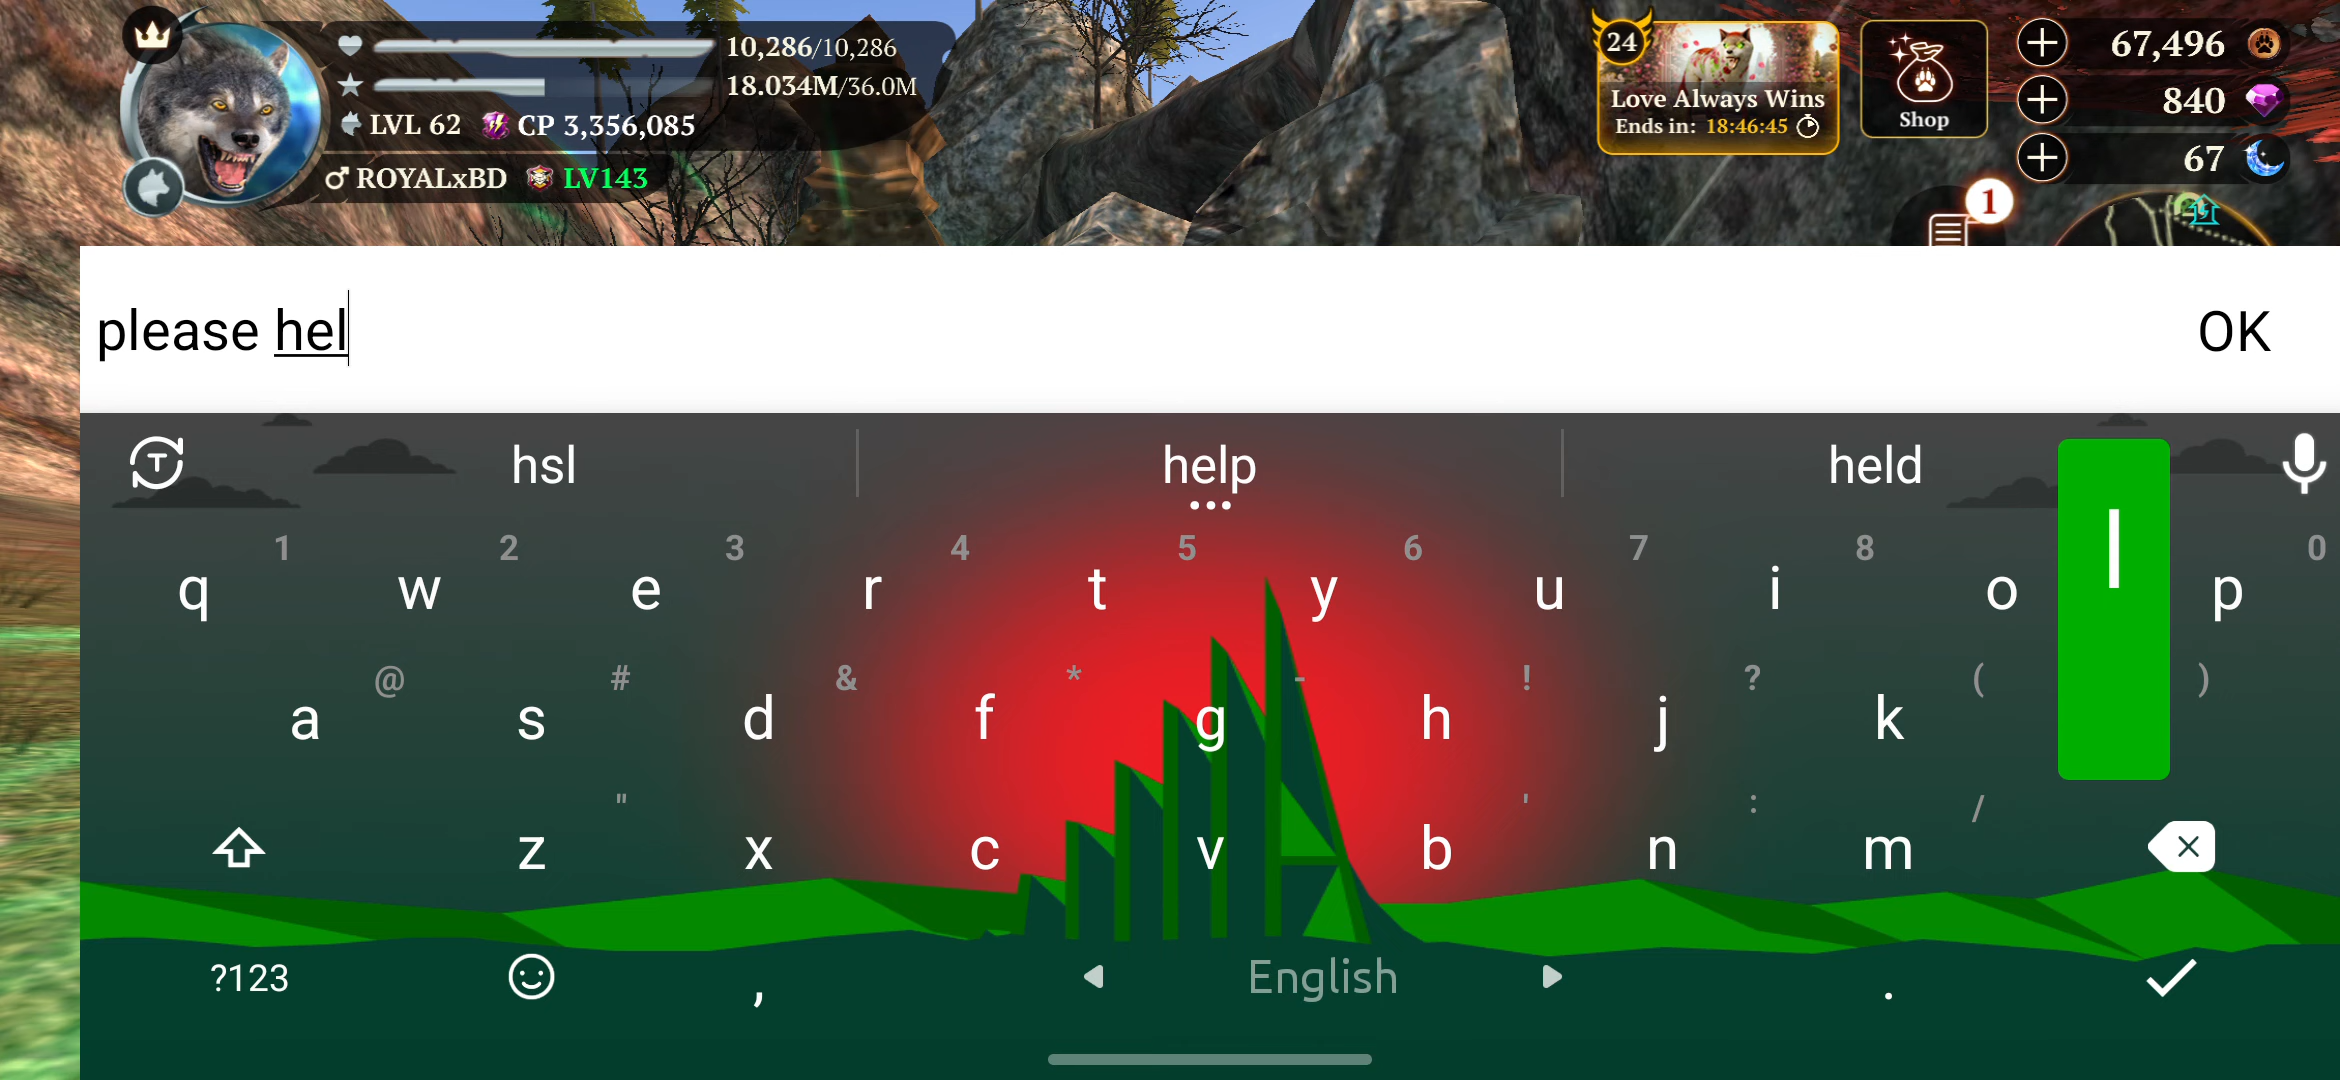 10,286/10,286
18.034M/36.0M
LVL 62 CP 3,356,085
ROYALxBD LV143
24
Love Always Wins
Ends in: 18:46:45
Shop
67,496
840
67
1
please hel
OK
hsl help held
1 2 3 4 5 6 7 8 0
q w e r t y u i o p
@ # & * - ! ? ( )
a s d f g h j k l
" ' : /
z x c v b n m
?123 , English .